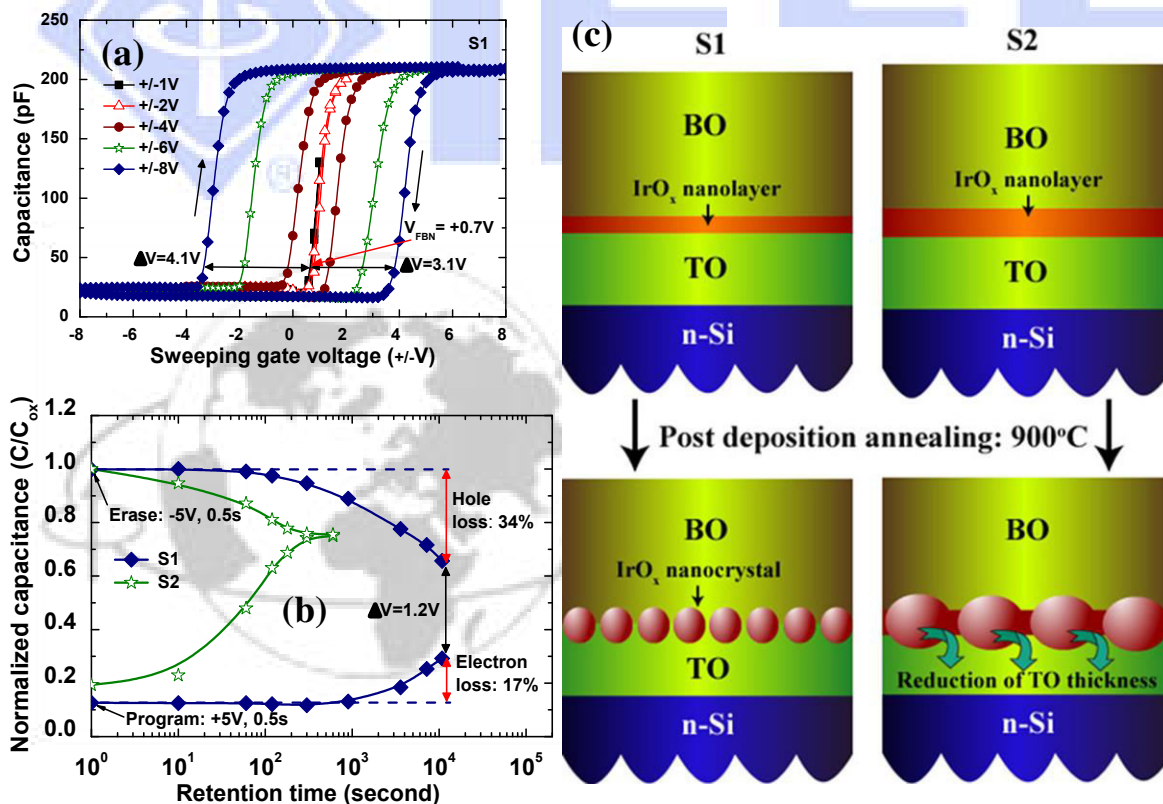 (a)
S1
+/-1V
+/-2V
+/-4V
+/-6V
+/-8V
V_FBN = +0.7V
▲V=4.1V
▲V=3.1V
250
200
150
100
50
0
Capacitance (pF)
-8 -6 -4 -2 0 2 4 6 8
Sweeping gate voltage (+/-V)
1.2
1.0
0.8
0.6
0.4
0.2
0.0
Normalized capacitance (C/C_ox)
Erase: -5V, 0.5s
S1
S2
Hole
loss: 34%
▲V=1.2V
(b)
Electron
loss: 17%
Program: +5V, 0.5s
10^0 10^1 10^2 10^3 10^4 10^5
Retention time (second)
(c)
S1
S2
BO
IrO_x nanolayer
TO
n-Si
BO
IrO_x nanolayer
TO
n-Si
Post deposition annealing: 900°C
BO
IrO_x nanocrystal
TO
n-Si
BO
TO
Reduction of TO thickness
n-Si